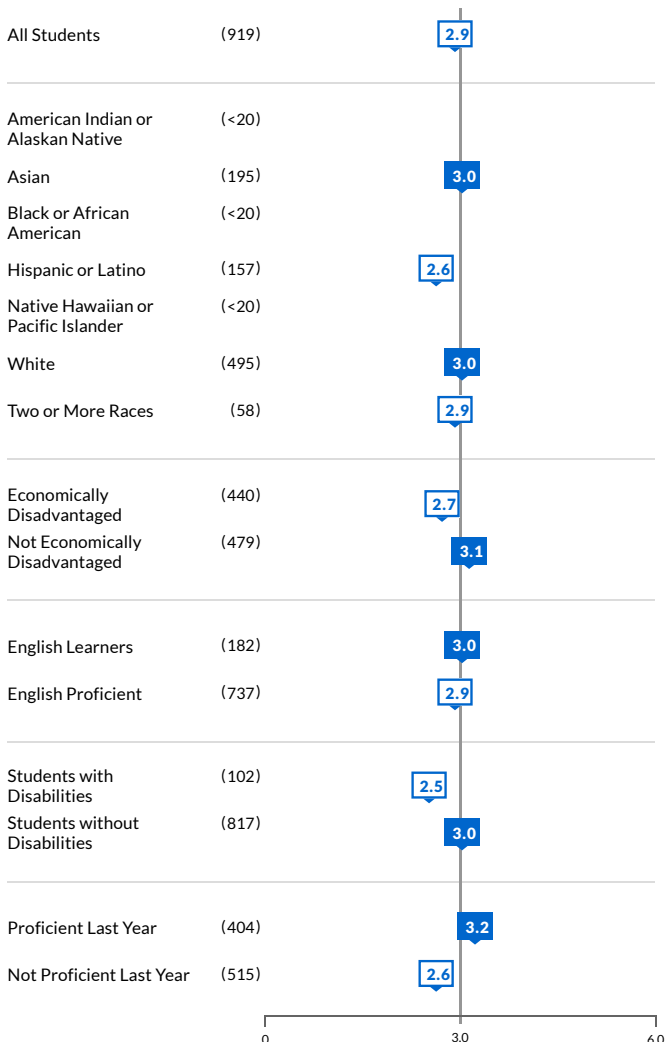 All Students (919) 2.9
American Indian or (<20)
Alaskan Native
Asian (195) 3.0
Black or African (<20)
American
Hispanic or Latino (157) 2.6
Native Hawaiian or (<20)
Pacific Islander
White (495) 3.0
Two or More Races (58) 2.9
Economically (440) 2.7
Disadvantaged
Not Economically (479) 3.1
Disadvantaged
English Learners (182) 3.0
English Proficient (737) 2.9
Students with (102) 2.5
Disabilities
Students without (817) 3.0
Disabilities
Proficient Last Year (404) 3.2
Not Proficient Last Year (515) 2.6
0 3.0 6.0